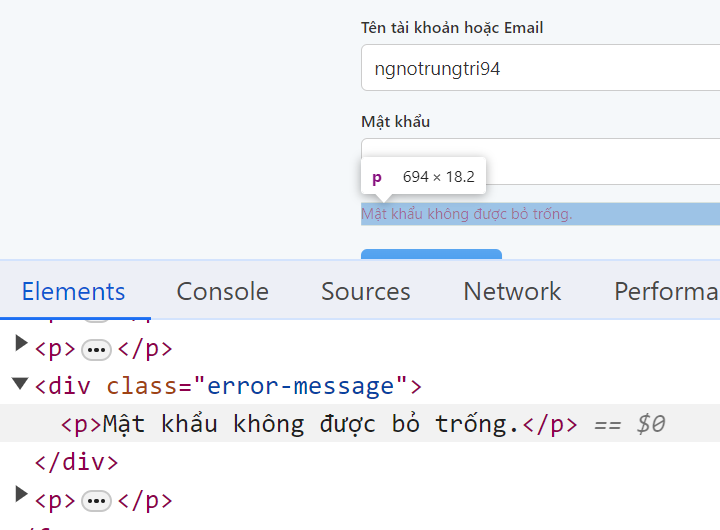 Tên tài khoản hoặc Email
ngnotrungtri94
Mật khẩu
p 694 × 18.2
Mật khẩu không được bỏ trống.
Elements Console Sources Network Performa
▶<p>•••</p>
▼<div class="error-message">
<p>Mật khẩu không được bỏ trống.</p> == $0
</div>
▶<p>•••</p>